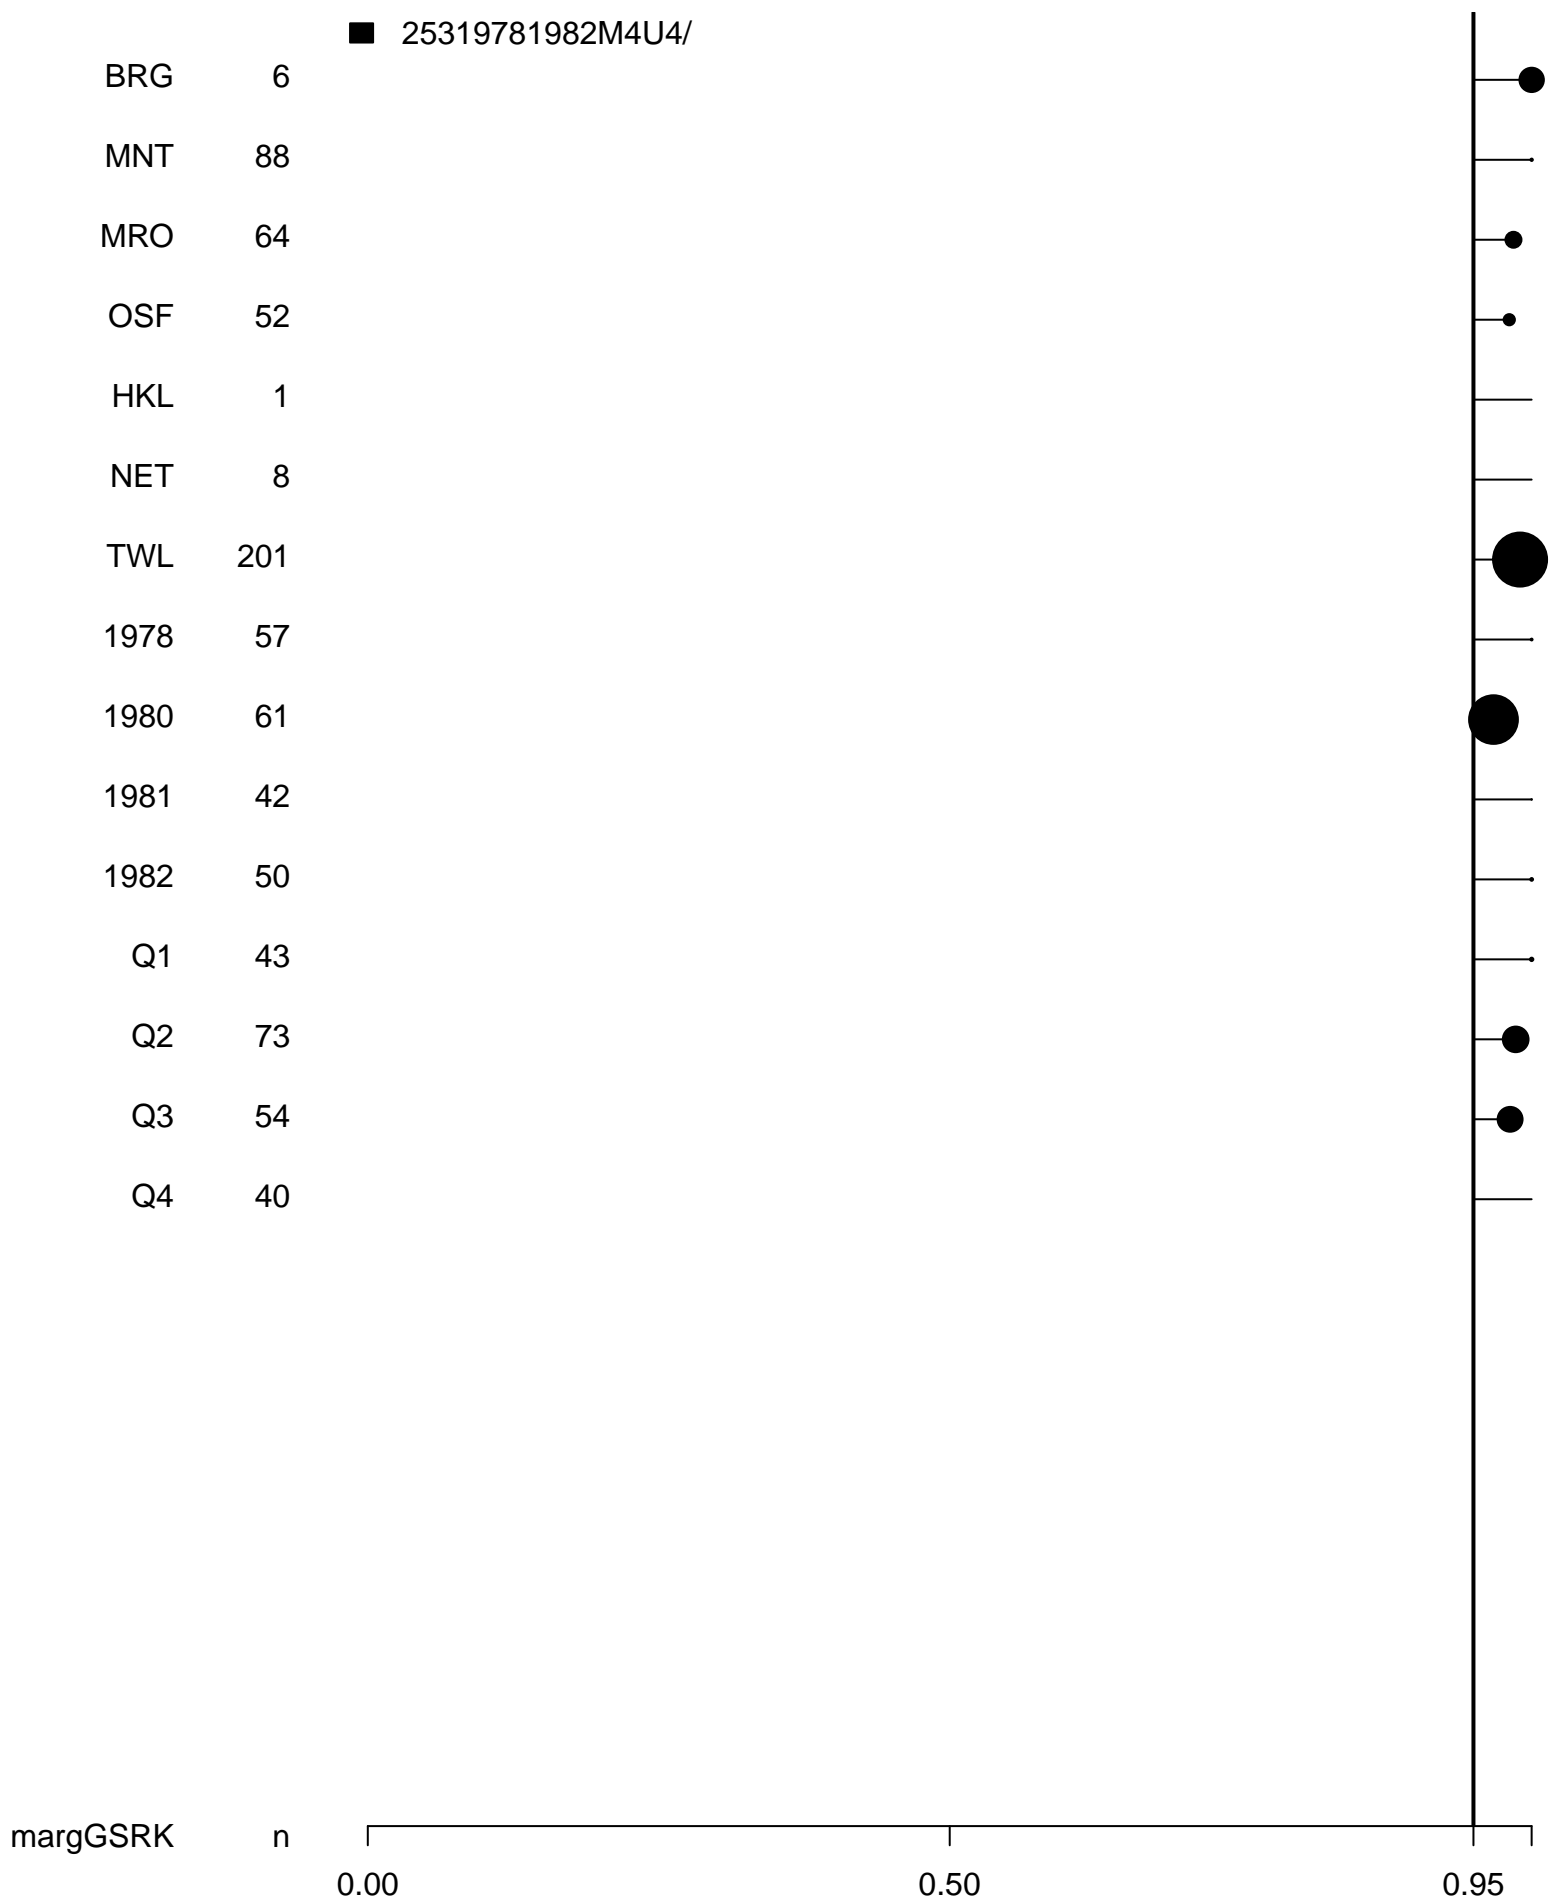 25319781982M4U4/
BRG 6
MNT 88
MRO 64
OSF 52
HKL 1
NET 8
TWL 201
1978 57
1980 61
1981 42
1982 50
Q1 43
Q2 73
Q3 54
Q4 40
margGSRK n
0.00 0.50 0.95